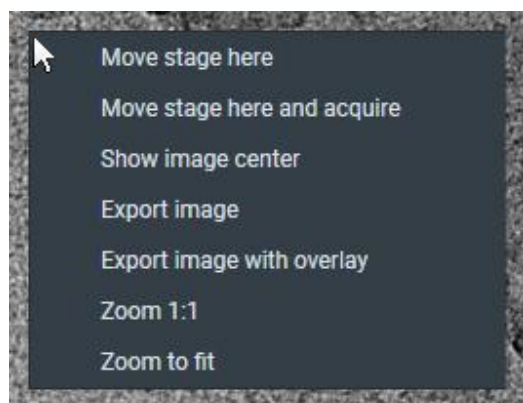 Move stage here
Move stage here and acquire
Show image center
Export image
Export image with overlay
Zoom 1:1
Zoom to fit